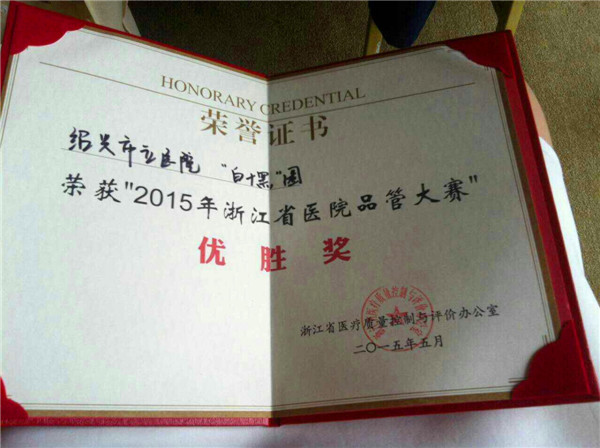 HONORARY CREDENTIAL
荣誉证书
绍兴市立医院 "白+黑"圈
荣获"2015年浙江省医院品管大赛"
优胜奖
浙江省医疗质量控制与评价办公室
二〇一五年五月